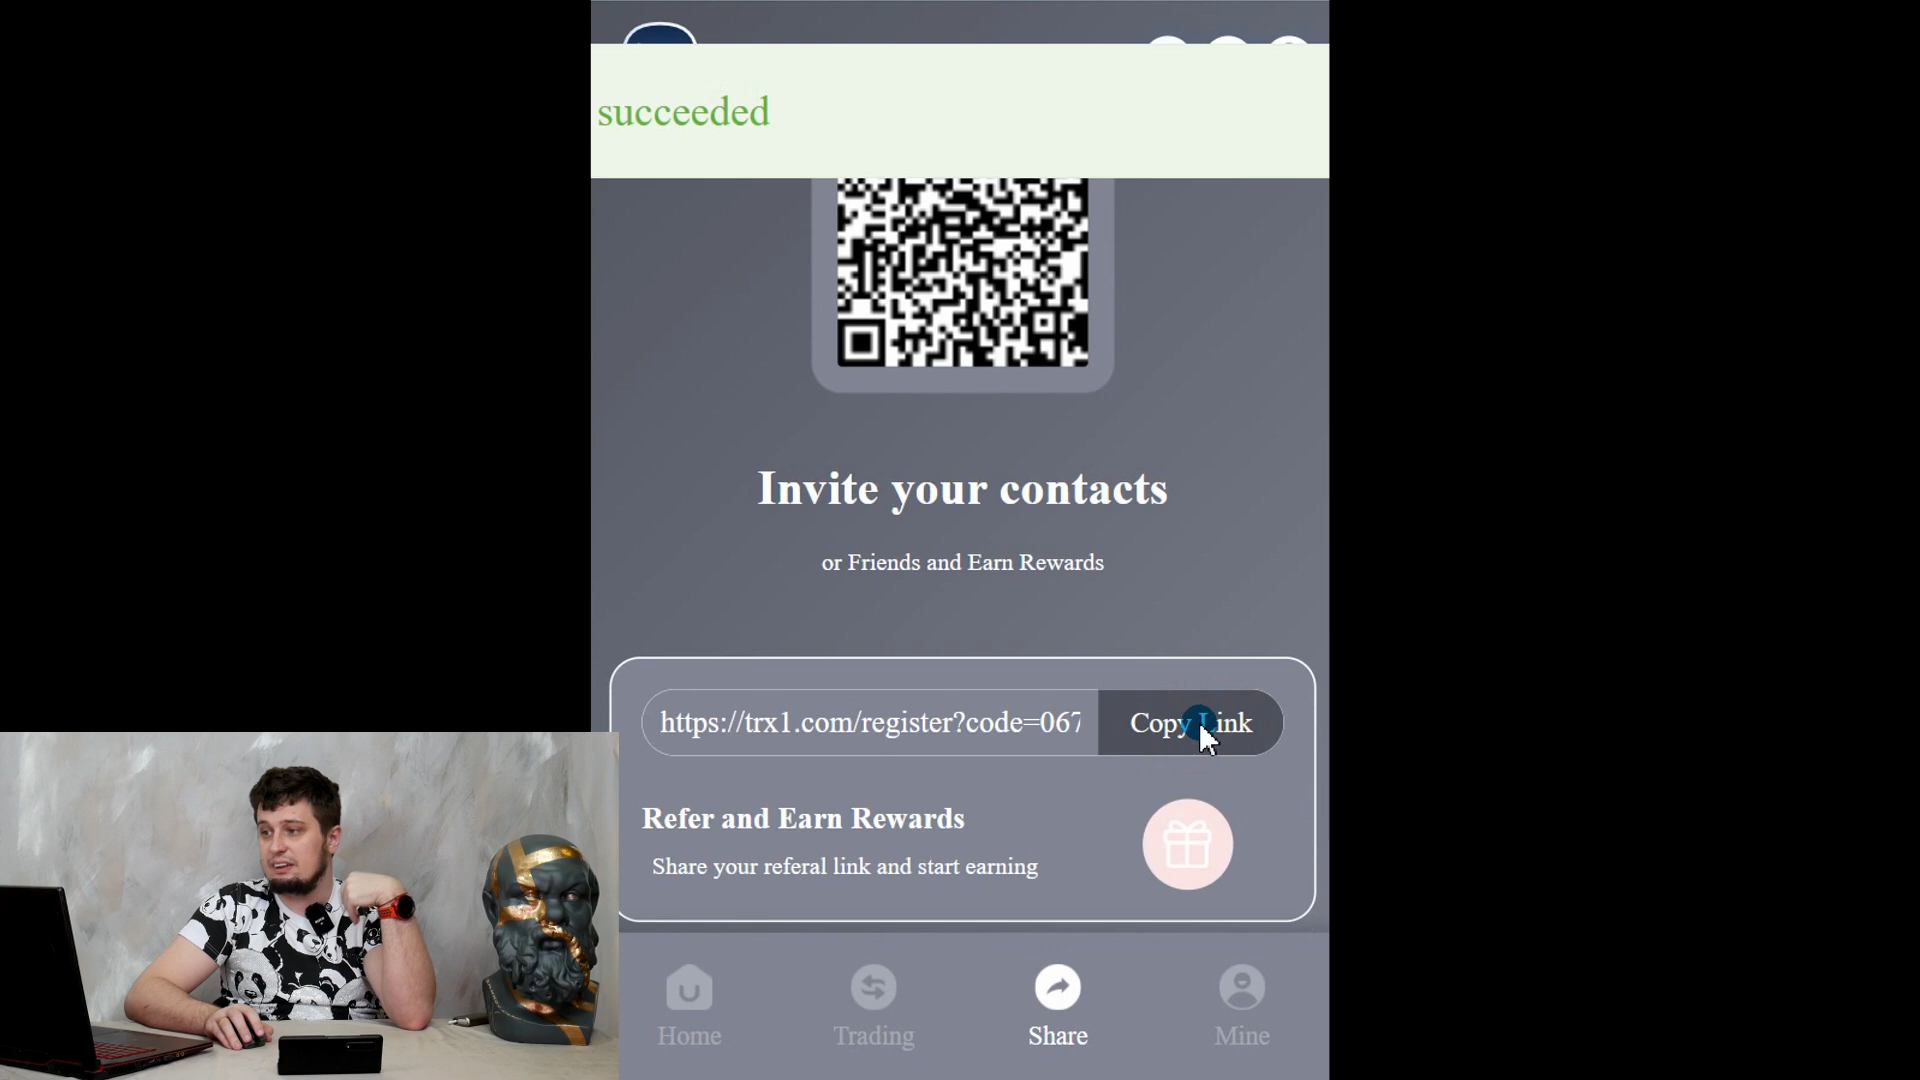 succeeded
Invite your contacts
or Friends and Earn Rewards
https://trx1.com/register?code=067
Copy Link
Refer and Earn Rewards
Share your referal link and start earning
Home
Trading
Share
Mine